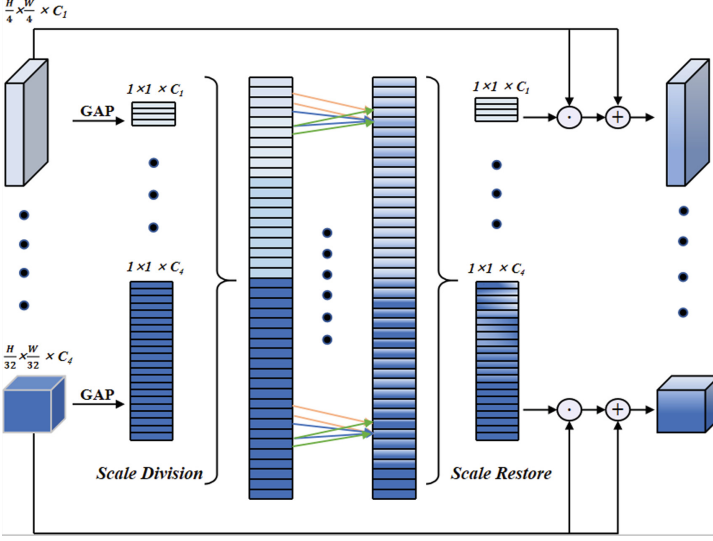 H/4 × W/4 × C₁
1×1 × C₁
1×1 × C₁
GAP
1×1 × C₄
1×1 × C₄
H/32 × W/32 × C₄
GAP
Scale Division
Scale Restore